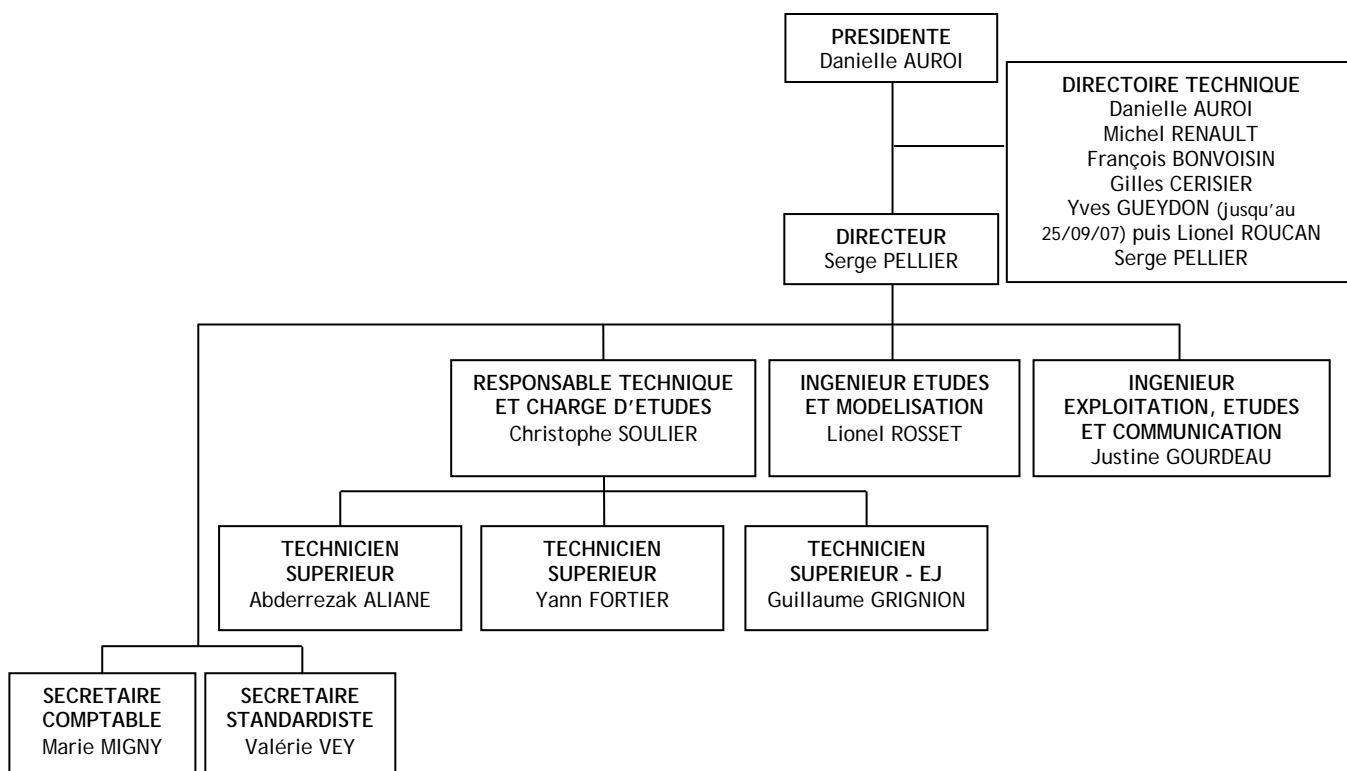 PRESIDENTE
Danielle AUROI
DIRECTOIRE TECHNIQUE
Danielle AUROI
Michel RENAULT
François BONVOISIN
Gilles CERISIER
Yves GUEYDON (jusqu'au
25/09/07) puis Lionel ROUCAN
Serge PELLIER
DIRECTEUR
Serge PELLIER
RESPONSABLE TECHNIQUE
ET CHARGE D'ETUDES
Christophe SOULIER
INGENIEUR ETUDES
ET MODELISATION
Lionel ROSSET
INGENIEUR
EXPLOITATION, ETUDES
ET COMMUNICATION
Justine GOURDEAU
TECHNICIEN
SUPERIEUR
Abderrezak ALIANE
TECHNICIEN
SUPERIEUR
Yann FORTIER
TECHNICIEN
SUPERIEUR - EJ
Guillaume GRIGNION
SECRETAIRE
COMPTABLE
Marie MIGNY
SECRETAIRE
STANDARDISTE
Valérie VEY